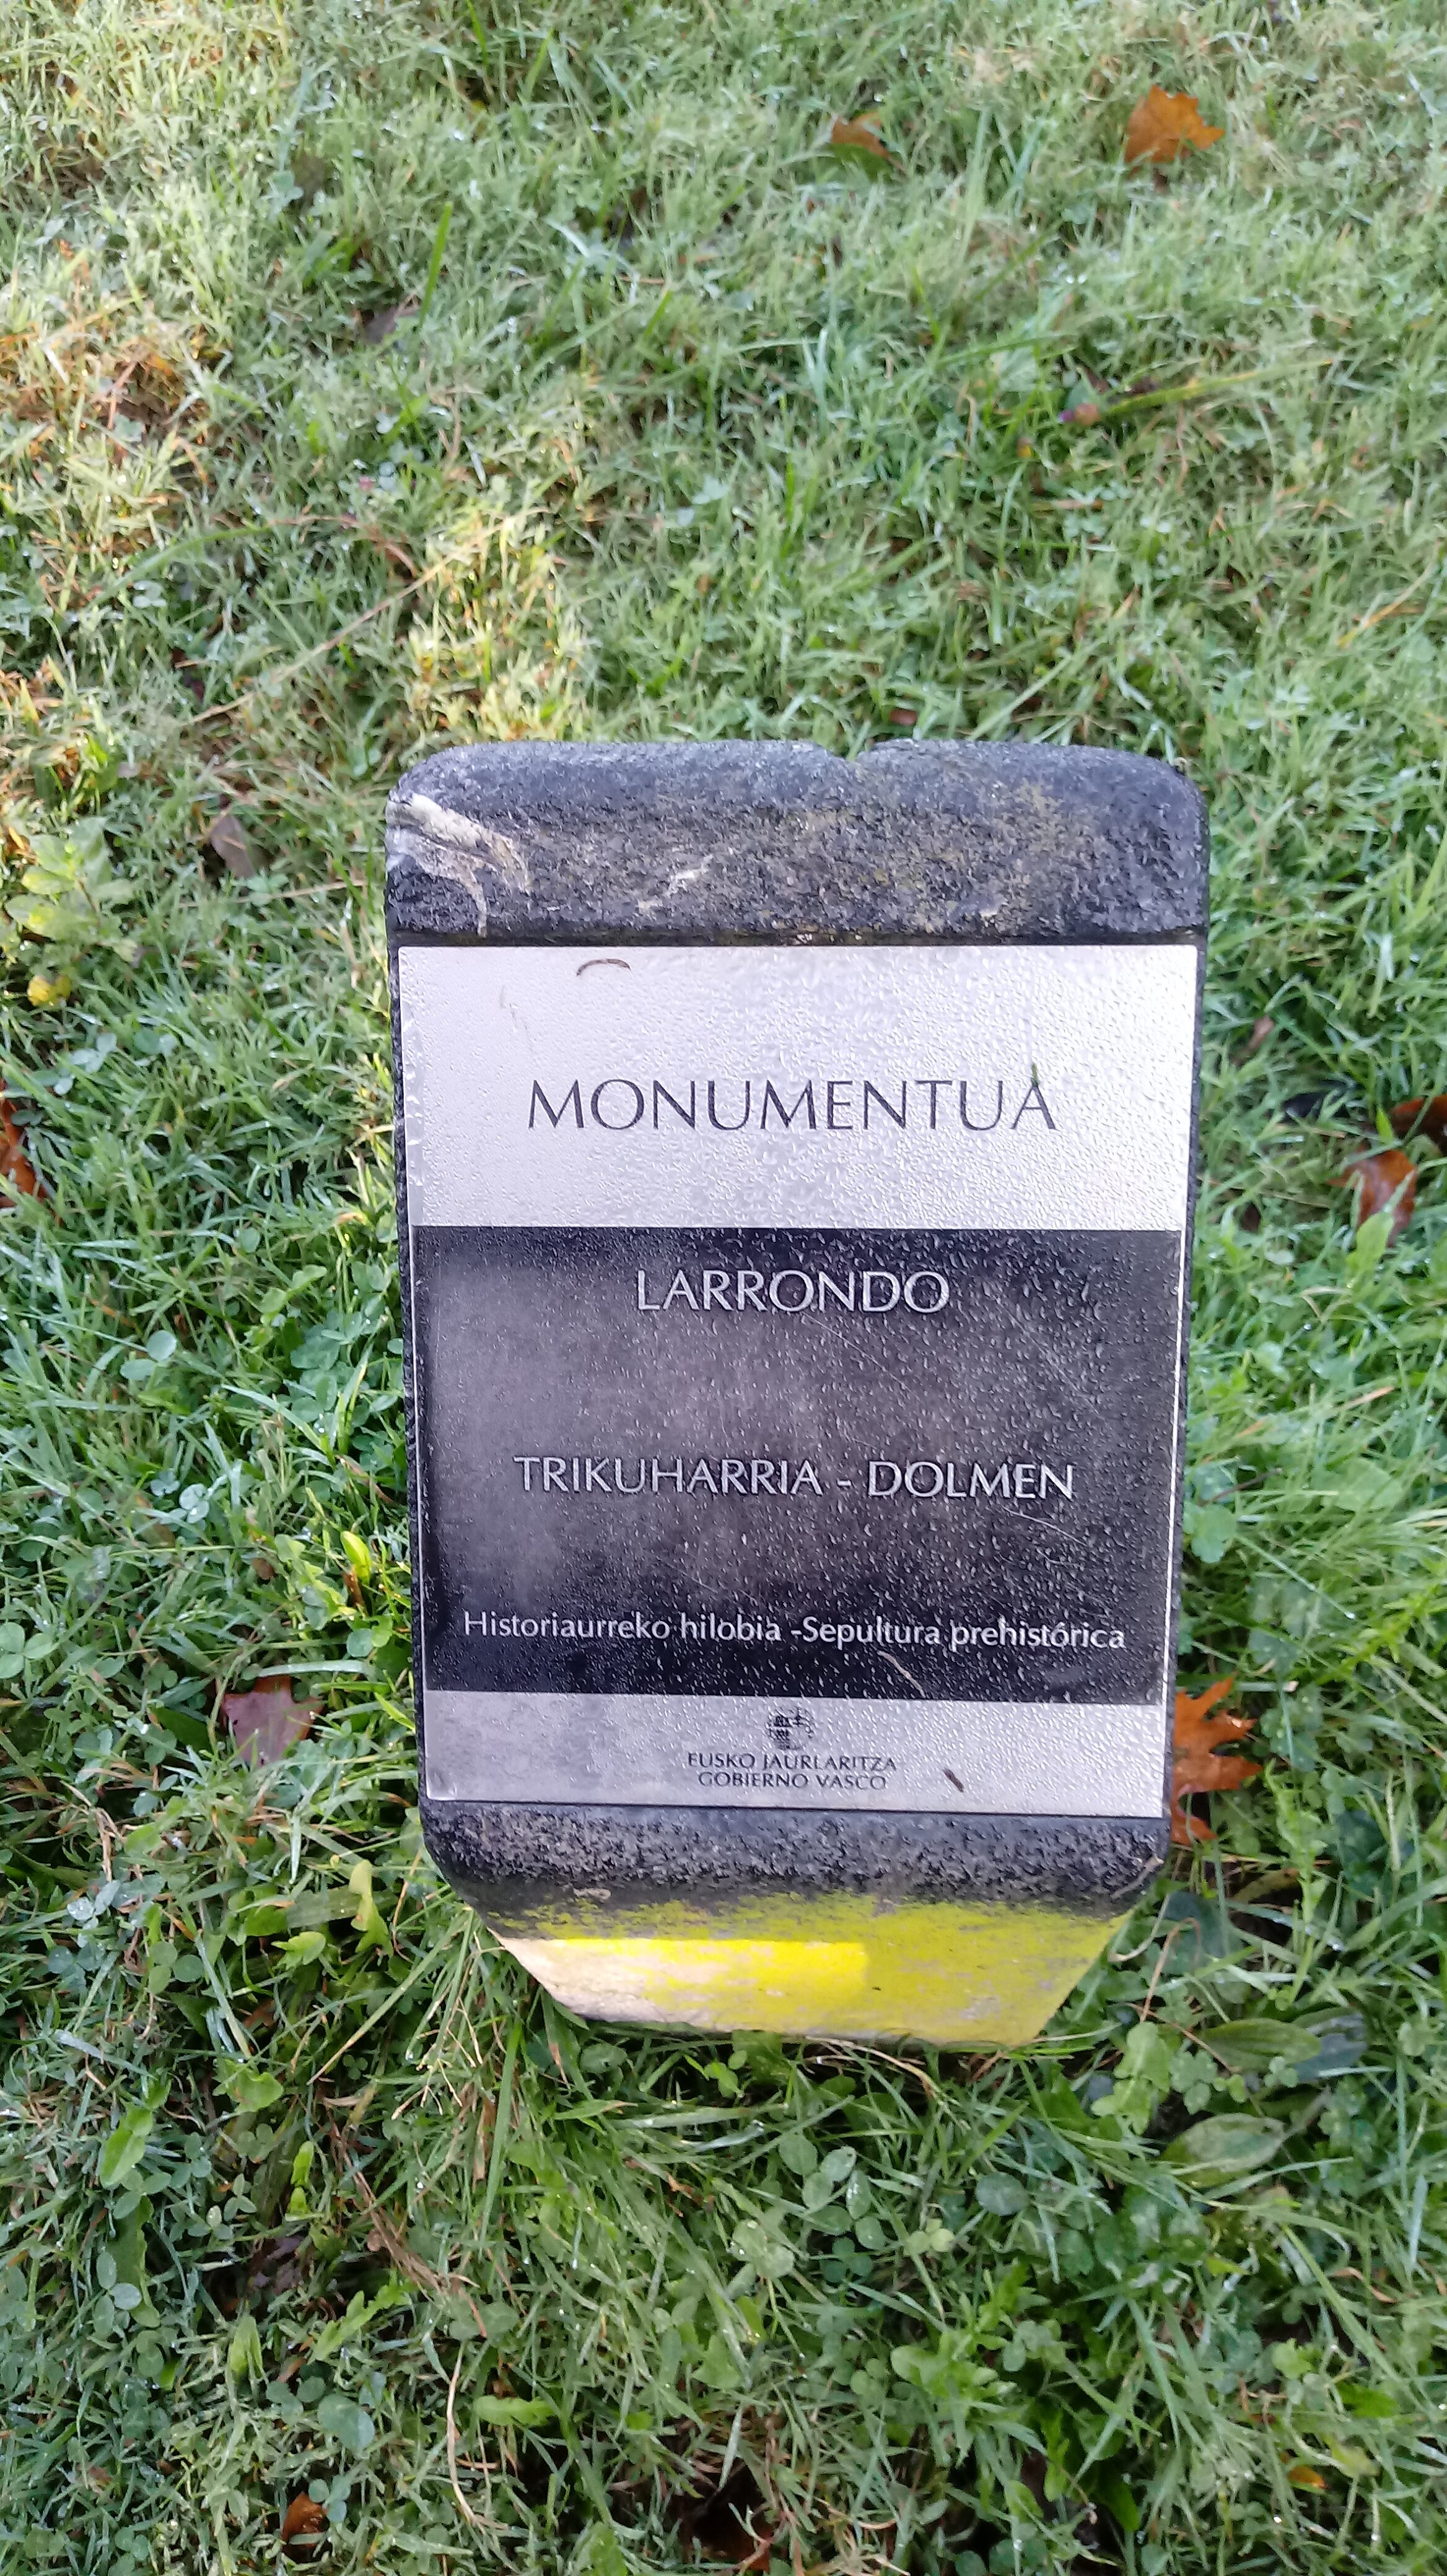 MONUMENTUA
LARRONDO
TRIKUHARRIA - DOLMEN
Historiaurreko hilobia -Sepultura prehistórica
EUSKO JAURLARITZA
GOBIERNO VASCO